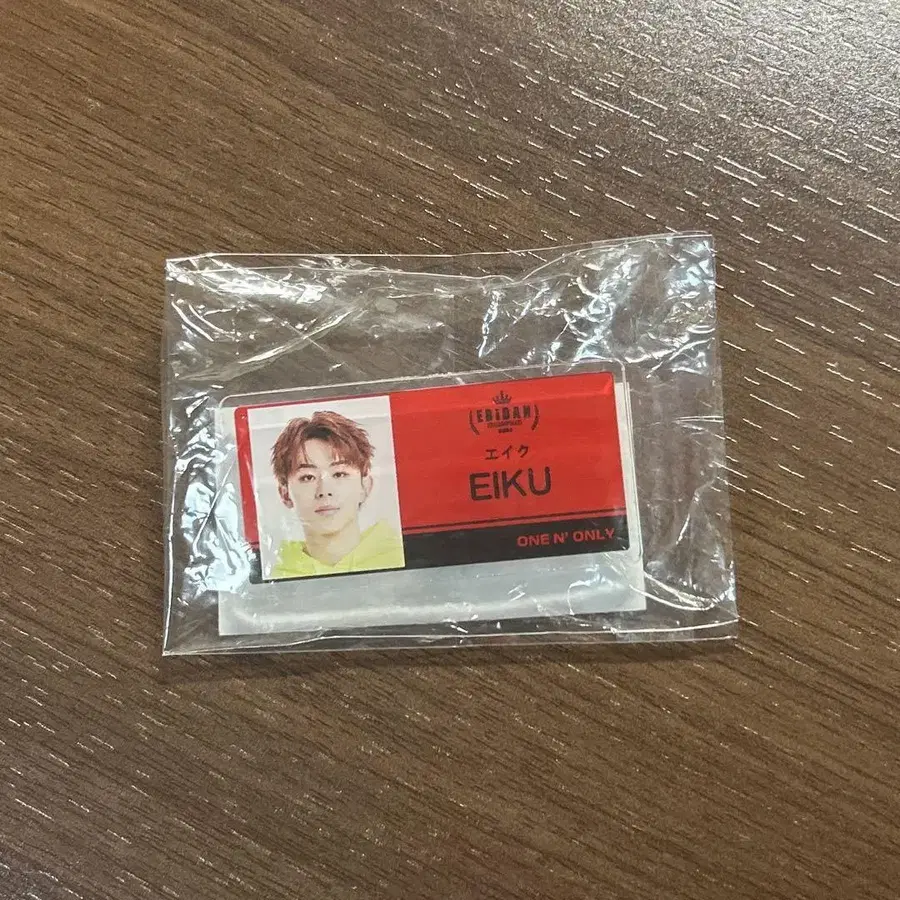 EBiDAN
エイク
EIKU
ONE N' ONLY